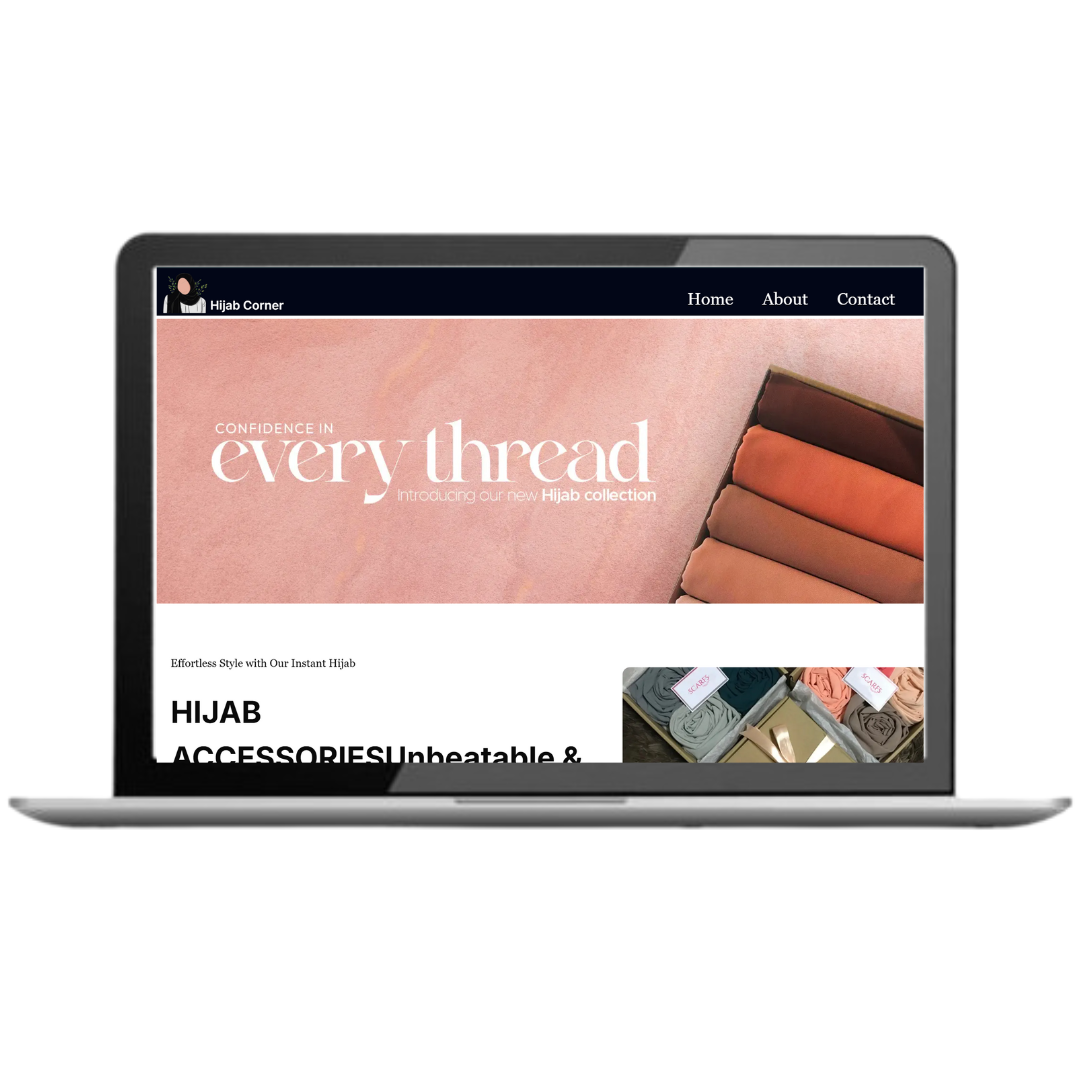 Hijab Corner
Home About Contact
CONFIDENCE IN
every thread
Introducing our new Hijab collection
Effortless Style with Our Instant Hijab
HIJAB
ACCESSORIESUnbeatable &
SCARFS
SCARFS